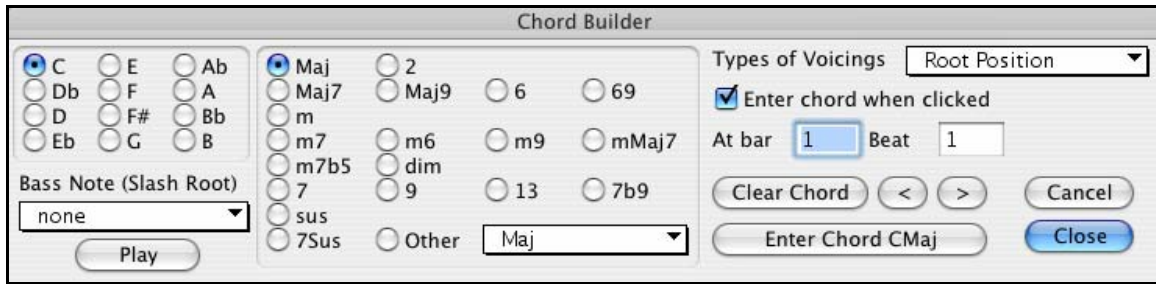 Chord Builder
C E Ab
Db F A
D F# Bb
Eb G B
Bass Note (Slash Root)
none
Play
Maj 2
Maj7 Maj9 6 69
m
m7 m6 m9 mMaj7
m7b5 dim
7 9 13 7b9
sus
7Sus Other Maj
Types of Voicings Root Position
Enter chord when clicked
At bar 1 Beat 1
Clear Chord < > Cancel
Enter Chord CMaj Close